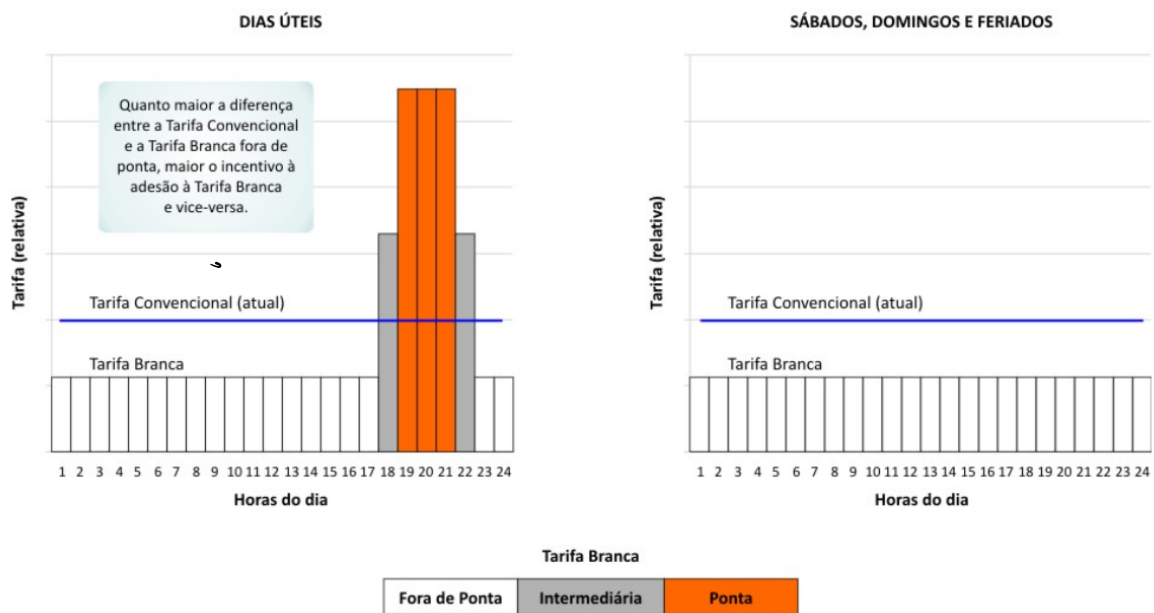 DIAS ÚTEIS
Quanto maior a diferença
entre a Tarifa Convencional
e a Tarifa Branca fora de
ponta, maior o incentivo à
adesão à Tarifa Branca
e vice-versa.
Tarifa (relativa)
Tarifa Convencional (atual)
Tarifa Branca
1 2 3 4 5 6 7 8 9 10 11 12 13 14 15 16 17 18 19 20 21 22 23 24
Horas do dia
SÁBADOS, DOMINGOS E FERIADOS
Tarifa (relativa)
Tarifa Convencional (atual)
Tarifa Branca
1 2 3 4 5 6 7 8 9 10 11 12 13 14 15 16 17 18 19 20 21 22 23 24
Horas do dia
Tarifa Branca
Fora de Ponta Intermediária Ponta